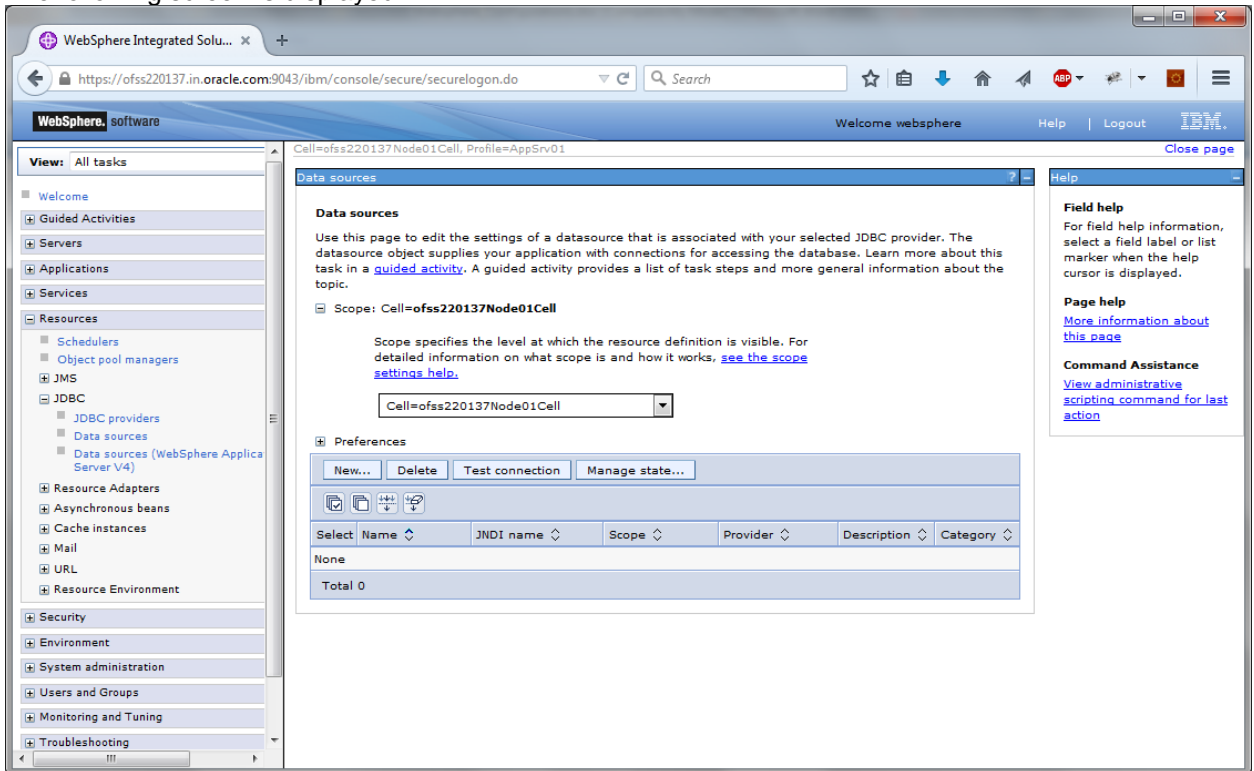 WebSphere Integrated Solu...
https://ofss220137.in.oracle.com:9043/ibm/console/secure/securelogon.do
Search
ABP
WebSphere. software
Welcome websphere
Help | Logout
IBM.
View: All tasks
Welcome
Guided Activities
Servers
Applications
Services
Resources
Schedulers
Object pool managers
JMS
JDBC
JDBC providers
Data sources
Data sources (WebSphere Applica
Server V4)
Resource Adapters
Asynchronous beans
Cache instances
Mail
URL
Resource Environment
Security
Environment
System administration
Users and Groups
Monitoring and Tuning
Troubleshooting
Cell=ofss220137Node01Cell, Profile=AppSrv01
Close page
Data sources
Data sources
Use this page to edit the settings of a datasource that is associated with your selected JDBC provider. The
datasource object supplies your application with connections for accessing the database. Learn more about this
task in a guided activity. A guided activity provides a list of task steps and more general information about the
topic.
Scope: Cell=ofss220137Node01Cell
Scope specifies the level at which the resource definition is visible. For
detailed information on what scope is and how it works, see the scope
settings help.
Cell=ofss220137Node01Cell
Preferences
New... Delete Test connection Manage state...
Select Name JNDI name Scope Provider Description Category
None
Total 0
Help
Field help
For field help information,
select a field label or list
marker when the help
cursor is displayed.
Page help
More information about
this page
Command Assistance
View administrative
scripting command for last
action